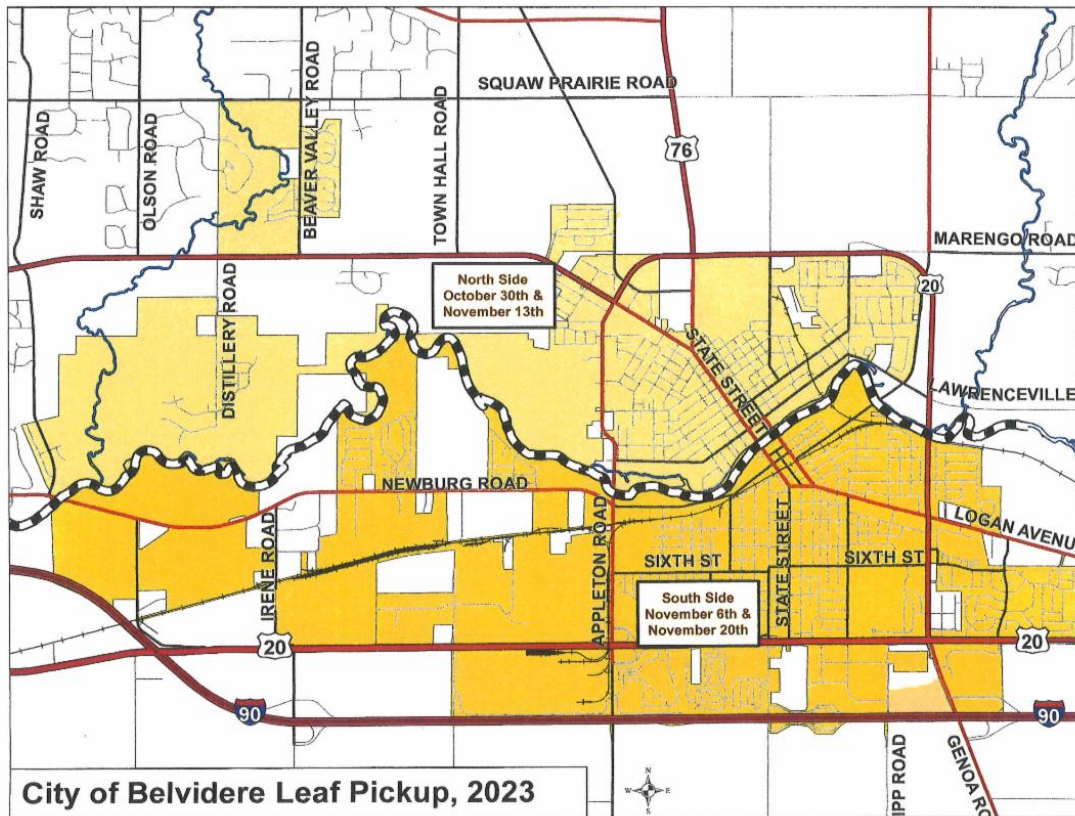 SQUAW PRAIRIE ROAD
SHAW ROAD
OLSON ROAD
BEAVER VALLEY ROAD
TOWN HALL ROAD
76
MARENGO ROAD
North Side
October 30th &
November 13th
20
DISTILLERY ROAD
STATE STREET
LAWRENCEVILLE
NEWBURG ROAD
IRENE ROAD
APPLETON ROAD
STATE STREET
LOGAN AVENU
SIXTH ST
SIXTH ST
South Side
November 6th &
November 20th
20
20
90
90
IPP ROAD
GENOA RO
City of Belvidere Leaf Pickup, 2023
N
W
E
S